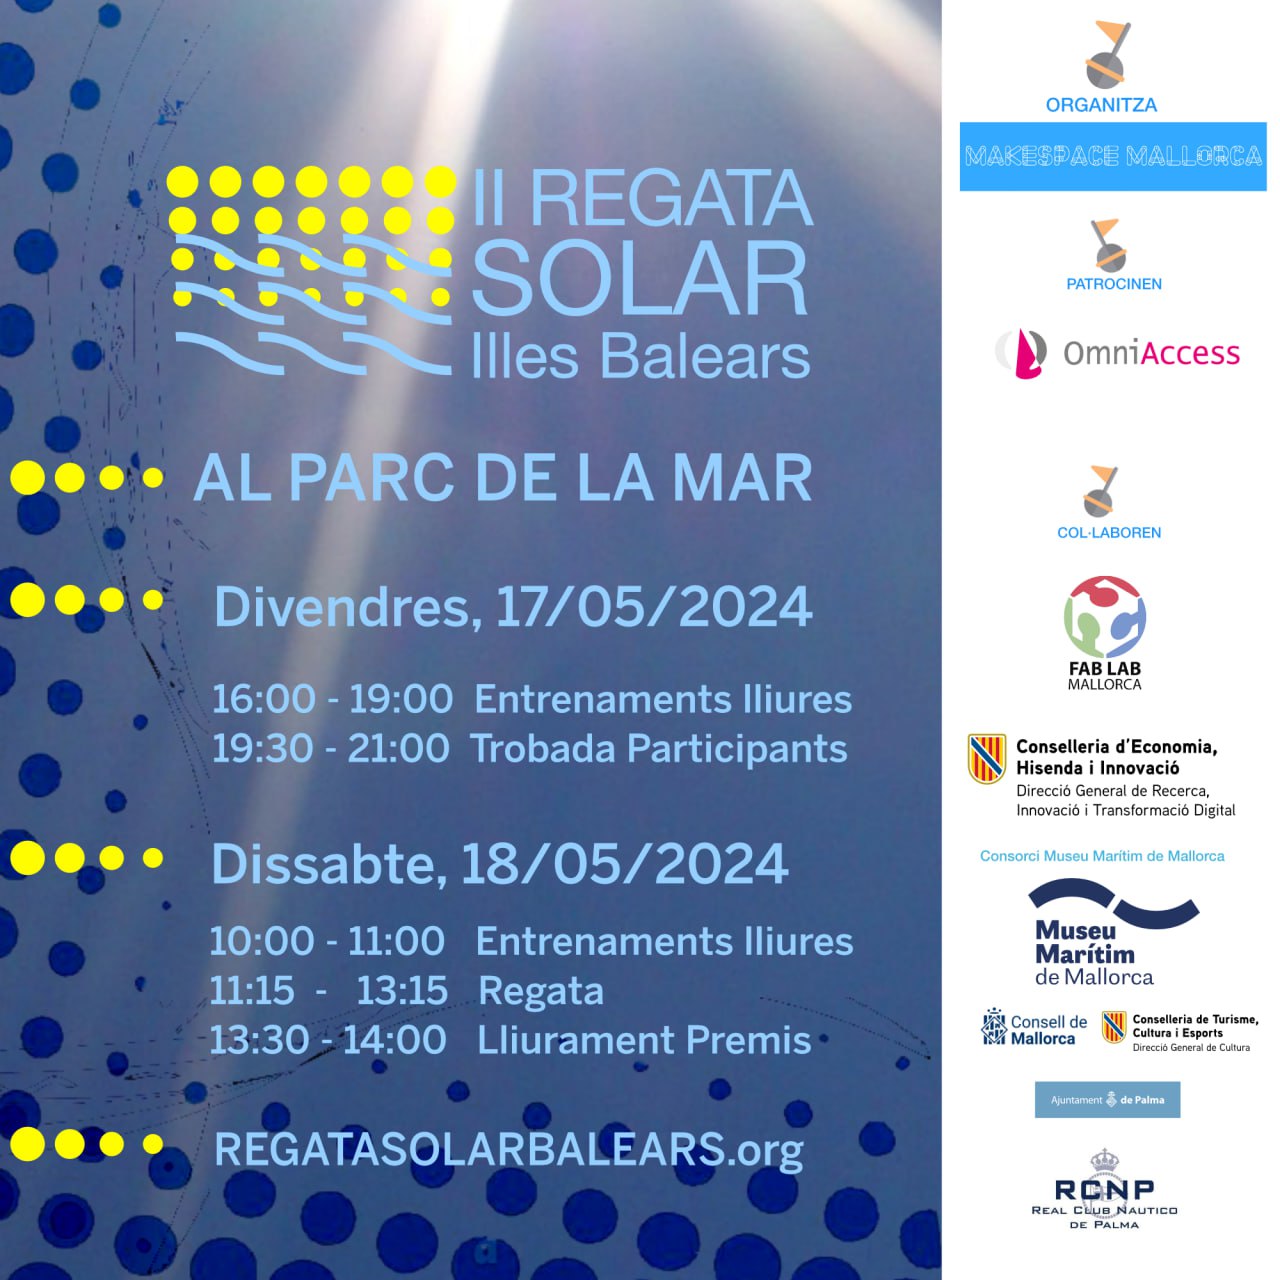 II REGATA
SOLAR
Illes Balears
AL PARC DE LA MAR
Divendres, 17/05/2024
16:00 - 19:00 Entrenaments lliures
19:30 - 21:00 Trobada Participants
Dissabte, 18/05/2024
10:00 - 11:00 Entrenaments lliures
11:15 - 13:15 Regata
13:30 - 14:00 Lliurament Premis
REGATASOLARBALEARS.org
ORGANITZA
MAKESPACE MALLORCA
PATROCINEN
OmniAccess
COL·LABOREN
FAB LAB
MALLORCA
Conselleria d'Economia,
Hisenda i Innovació
Direcció General de Recerca,
Innovació i Transformació Digital
Consorci Museu Marítim de Mallorca
Museu
Marítim
de Mallorca
Consell de
Mallorca
Conselleria de Turisme,
Cultura i Esports
Direcció General de Cultura
Ajuntament de Palma
RCNP
REAL CLUB NÁUTICO
DE PALMA